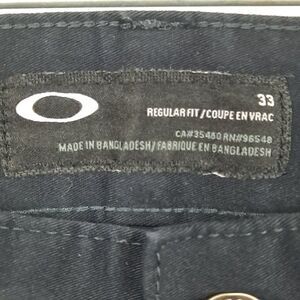 33
REGULAR FIT/COUPE EN VRAC
CA#35480 RN#96548
MADE IN BANGLADESH/FABRIQUE EN BANGLADESH